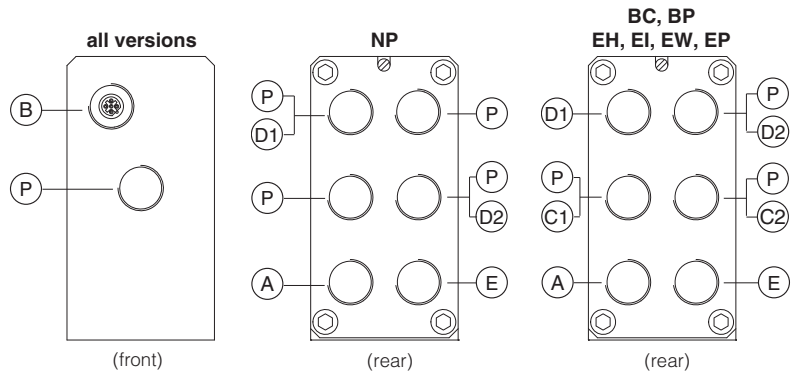 all versions
B
P
(front)
NP
P
D1
P
P
P
D2
A
E
(rear)
BC, BP
EH, EI, EW, EP
D1
P
D2
P
C1
P
C2
A
E
(rear)